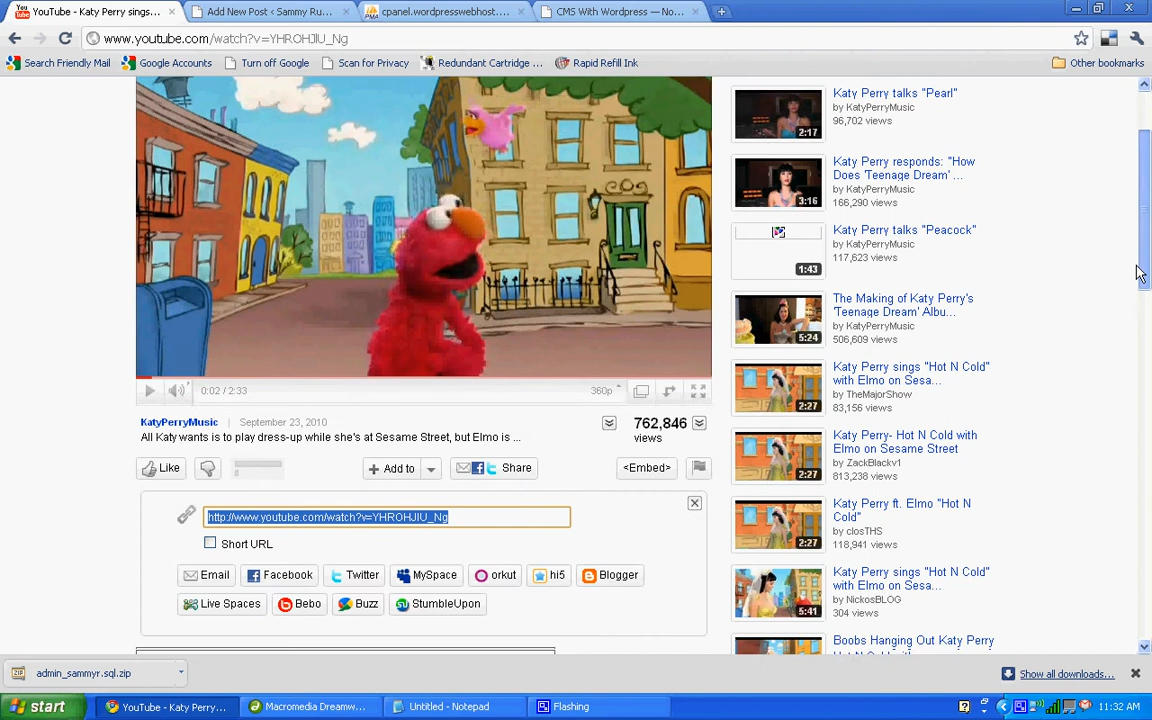 YouTube - Katy Perry sings...
Add New Post ‹ Sammy Ru...
cpanel.wordpresswebhost....
CMS With Wordpress — No...
www.youtube.com/watch?v=YHROHJIU_Ng
Search Friendly Mail
Google Accounts
Turn off Google
Scan for Privacy
Redundant Cartridge ...
Rapid Refill Ink
Other bookmarks
0:02 / 2:33
360p
KatyPerryMusic | September 23, 2010
762,846
views
All Katy wants is to play dress-up while she's at Sesame Street, but Elmo is ...
Like
Add to
Share
<Embed>
http://www.youtube.com/watch?v=YHROHJIU_Ng
Short URL
Email
Facebook
Twitter
MySpace
orkut
hi5
Blogger
Live Spaces
Bebo
Buzz
StumbleUpon
2:17
Katy Perry talks "Pearl"
by KatyPerryMusic
96,702 views
3:16
Katy Perry responds: "How
Does 'Teenage Dream' ...
by KatyPerryMusic
166,290 views
1:43
Katy Perry talks "Peacock"
by KatyPerryMusic
117,623 views
5:24
The Making of Katy Perry's
'Teenage Dream' Albu...
by KatyPerryMusic
506,609 views
2:27
Katy Perry sings "Hot N Cold"
with Elmo on Sesa...
by TheMajorShow
83,156 views
2:27
Katy Perry- Hot N Cold with
Elmo on Sesame Street
by ZackBlackv1
813,238 views
2:27
Katy Perry ft. Elmo "Hot N
Cold"
by closTHS
118,941 views
5:41
Katy Perry sings "Hot N Cold"
with Elmo on Sesa...
by NickosBLOG
304 views
Boobs Hanging Out Katy Perry
admin_sammyr.sql.zip
Show all downloads...
start
YouTube - Katy Perry...
Macromedia Dreamw...
Untitled - Notepad
Flashing
11:32 AM